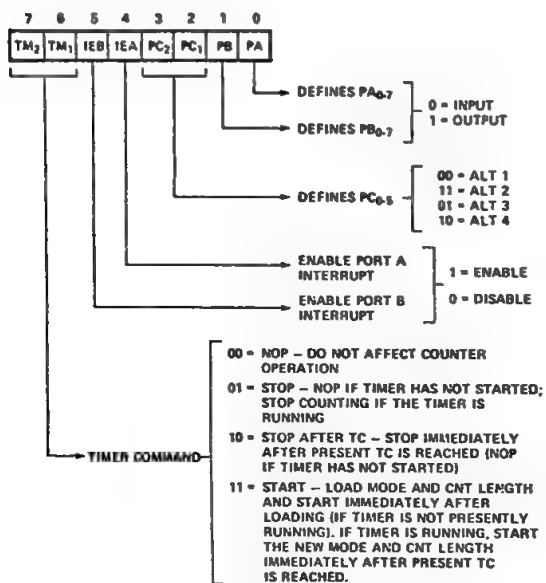 7 6 5 4 3 2 1 0
TM2 TM1 IEB IEA PC2 PC1 PB PA
DEFINES PA0-7
DEFINES PB0-7
0 = INPUT
1 = OUTPUT
DEFINES PC0-5
00 = ALT 1
11 = ALT 2
01 = ALT 3
10 = ALT 4
ENABLE PORT A
INTERRUPT
ENABLE PORT B
INTERRUPT
1 = ENABLE
0 = DISABLE
TIMER COMMAND
00 = NOP – DO NOT AFFECT COUNTER
OPERATION
01 = STOP – NOP IF TIMER HAS NOT STARTED;
STOP COUNTING IF THE TIMER IS
RUNNING
10 = STOP AFTER TC – STOP IMMEDIATELY
AFTER PRESENT TC IS REACHED (NOP
IF TIMER HAS NOT STARTED)
11 = START – LOAD MODE AND CNT LENGTH
AND START IMMEDIATELY AFTER
LOADING (IF TIMER IS NOT PRESENTLY
RUNNING). IF TIMER IS RUNNING, START
THE NEW MODE AND CNT LENGTH
IMMEDIATELY AFTER PRESENT TC
IS REACHED.